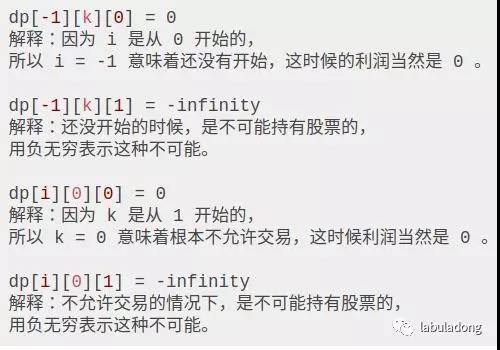 dp[-1][k][0] = 0
解释：因为 i 是从 0 开始的，
所以 i = -1 意味着还没有开始，这时候的利润当然是 0 。
dp[-1][k][1] = -infinity
解释：还没开始的时候，是不可能持有股票的，
用负无穷表示这种不可能。
dp[i][0][0] = 0
解释：因为 k 是从 1 开始的，
所以 k = 0 意味着根本不允许交易，这时候利润当然是 0 。
dp[i][0][1] = -infinity
解释：不允许交易的情况下，是不可能持有股票的，
用负无穷表示这种不可能。
labuladong